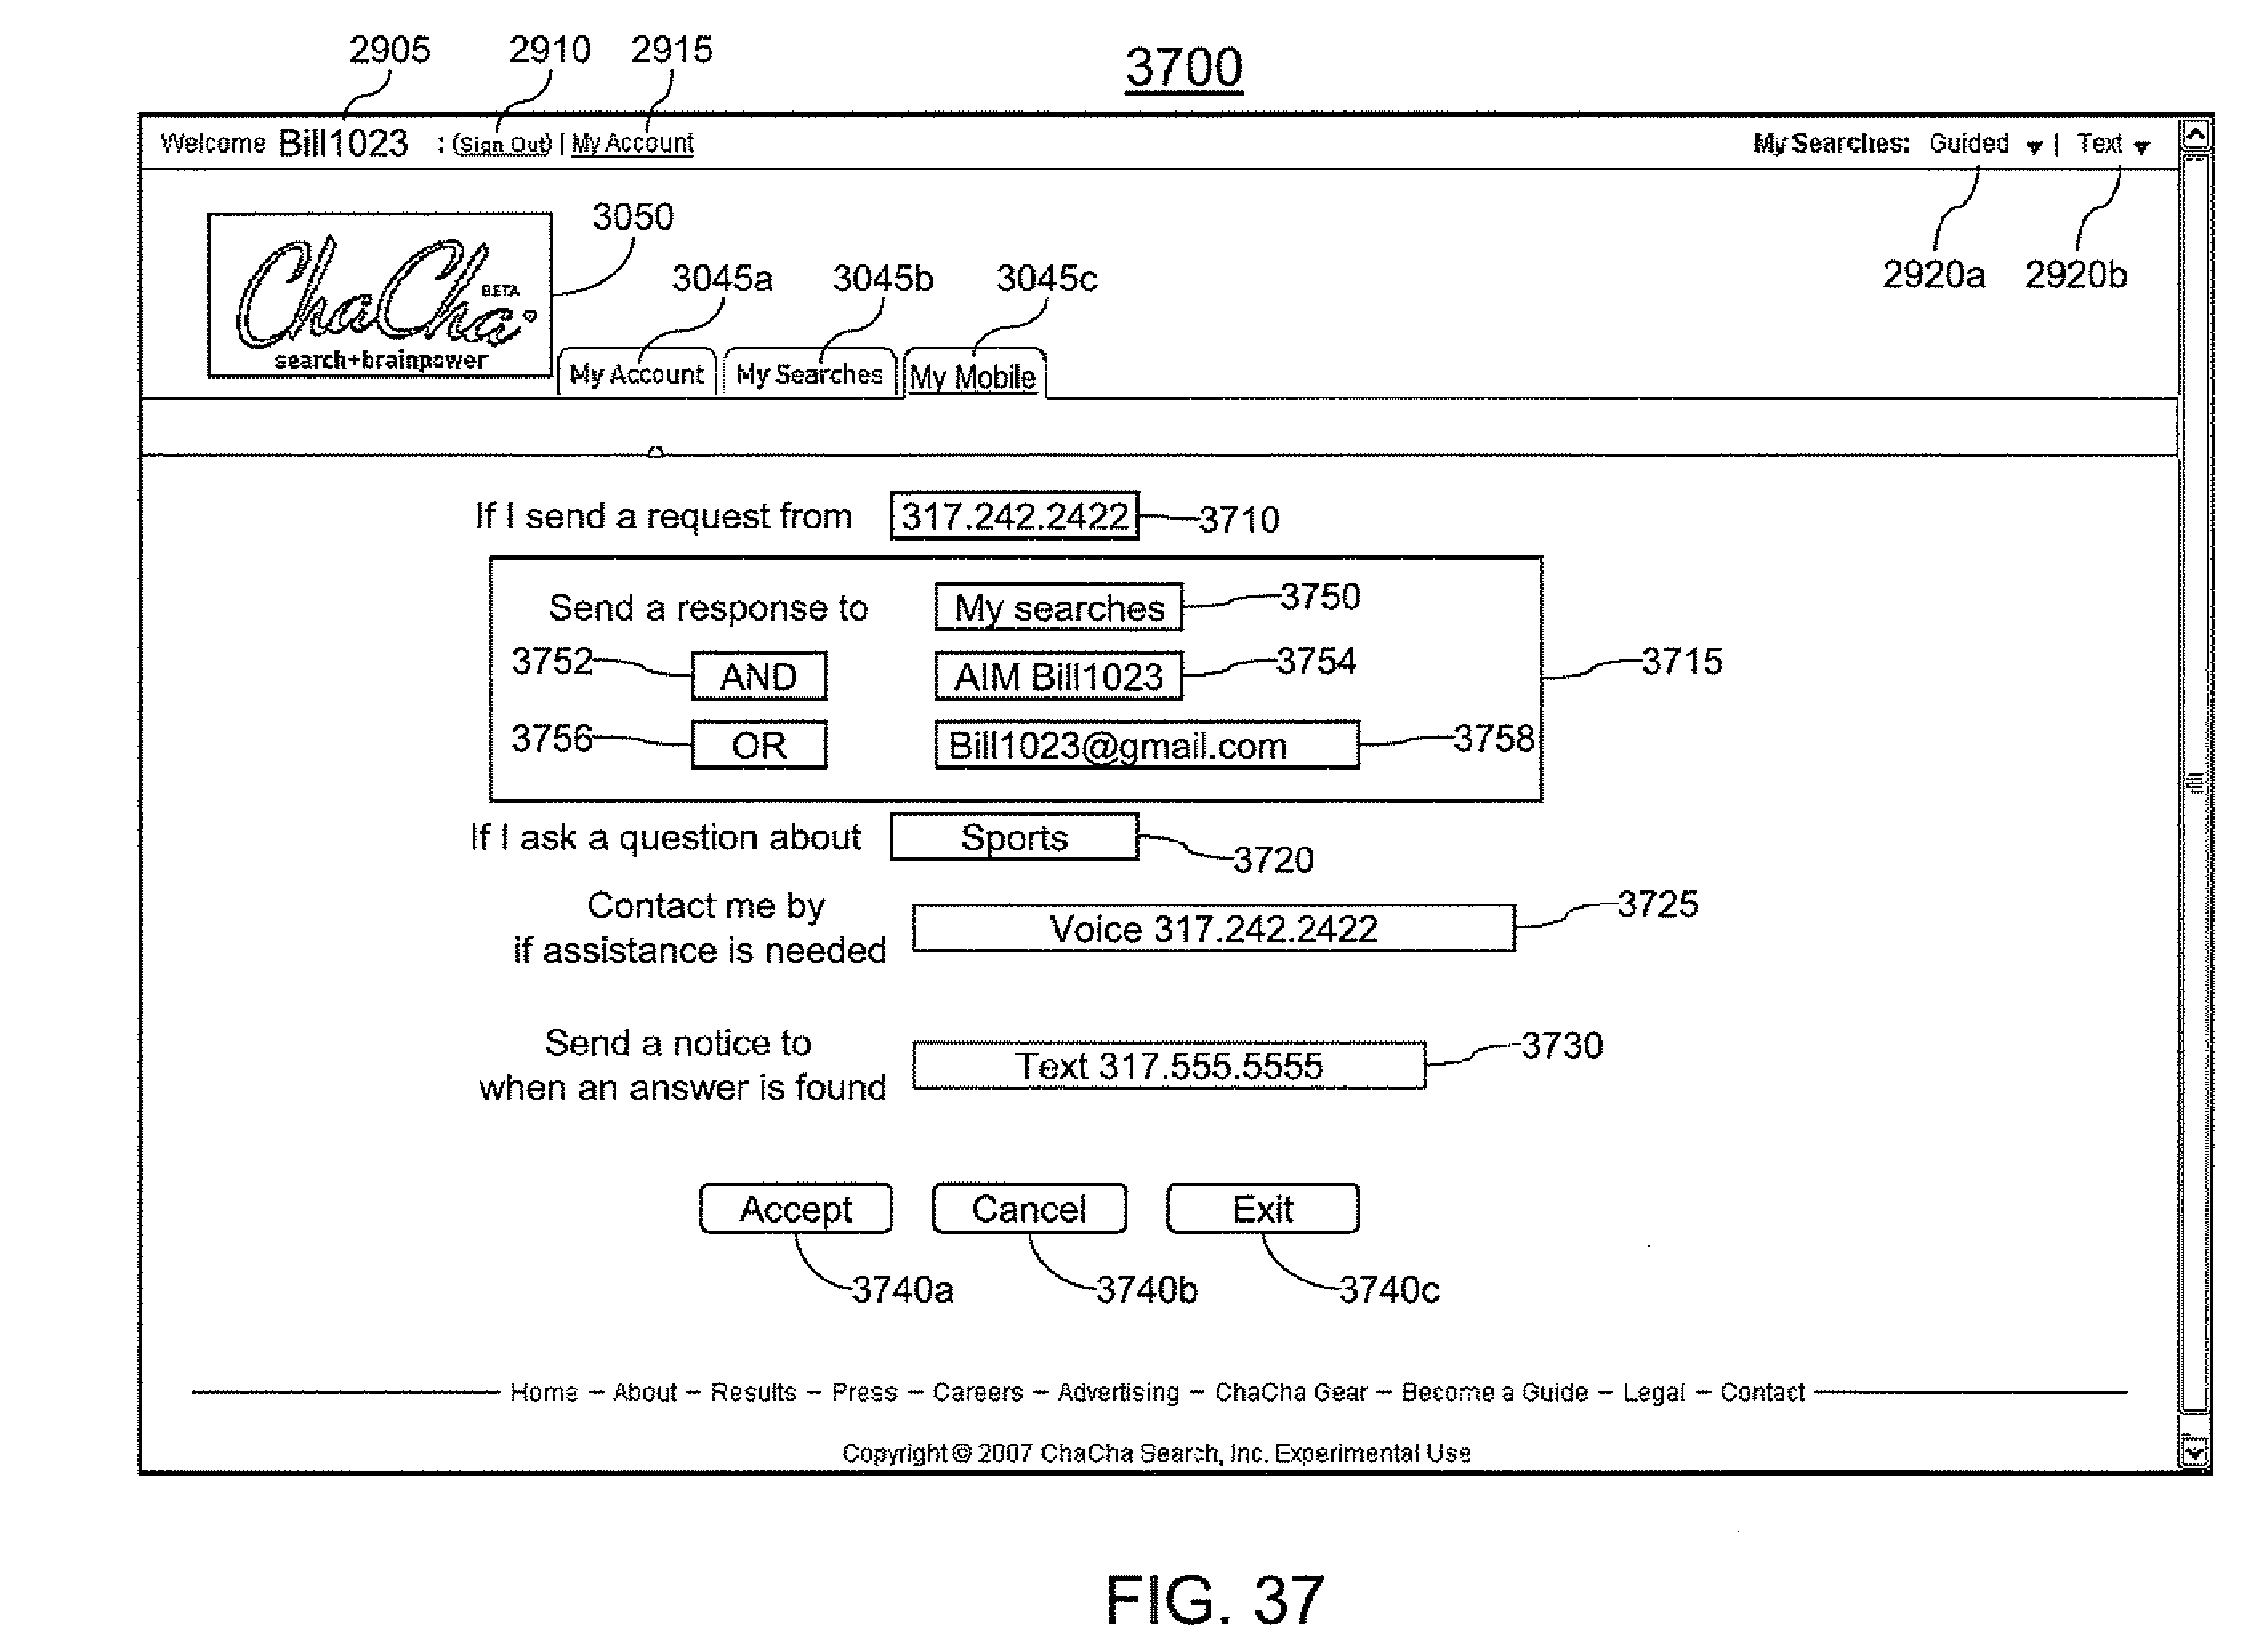 2905 2910 2915 3700
Welcome Bill1023 : (Sign Out) | My Account My Searches: Guided ▼ | Text ▼
3050
2920a 2920b
ChaCha BETA
search+brainpower
3045a 3045b 3045c
My Account My Searches My Mobile
If I send a request from 317.242.2422 3710
Send a response to My searches 3750
3752 AND AIM Bill1023 3754 3715
3756 OR Bill1023@gmail.com 3758
If I ask a question about Sports 3720
Contact me by
if assistance is needed Voice 317.242.2422 3725
Send a notice to
when an answer is found Text 317.555.5555 3730
Accept Cancel Exit
3740a 3740b 3740c
Home – About – Results – Press – Careers – Advertising – ChaCha Gear – Become a Guide – Legal – Contact
Copyright © 2007 ChaCha Search, Inc. Experimental Use
FIG. 37